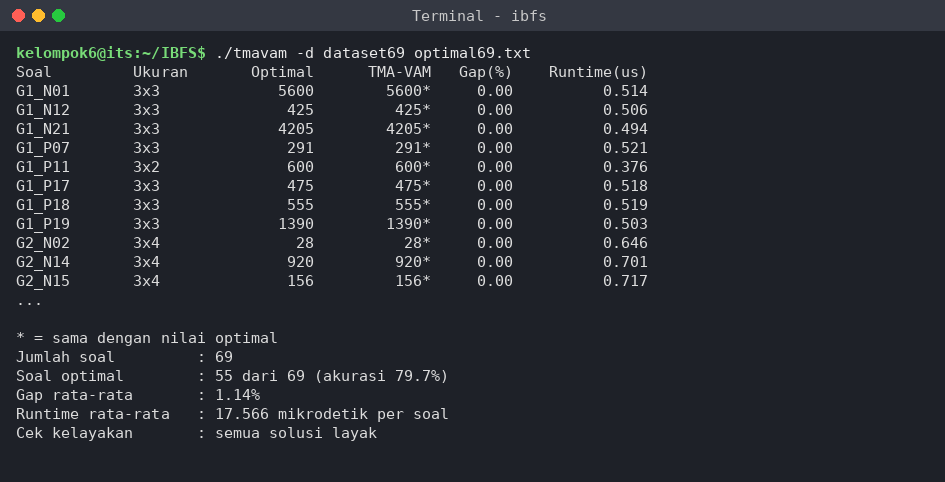 Terminal - ibfs
kelompok6@its:~/IBFS$ ./tmavam -d dataset69 optimal69.txt
Soal         Ukuran       Optimal      TMA-VAM   Gap(%)    Runtime(us)
G1_N01       3x3             5600        5600*     0.00          0.514
G1_N12       3x3              425         425*     0.00          0.506
G1_N21       3x3             4205        4205*     0.00          0.494
G1_P07       3x3              291         291*     0.00          0.521
G1_P11       3x2              600         600*     0.00          0.376
G1_P17       3x3              475         475*     0.00          0.518
G1_P18       3x3              555         555*     0.00          0.519
G1_P19       3x3             1390        1390*     0.00          0.503
G2_N02       3x4               28          28*     0.00          0.646
G2_N14       3x4              920         920*     0.00          0.701
G2_N15       3x4              156         156*     0.00          0.717
...
* = sama dengan nilai optimal
Jumlah soal         : 69
Soal optimal        : 55 dari 69 (akurasi 79.7%)
Gap rata-rata       : 1.14%
Runtime rata-rata   : 17.566 mikrodetik per soal
Cek kelayakan       : semua solusi layak